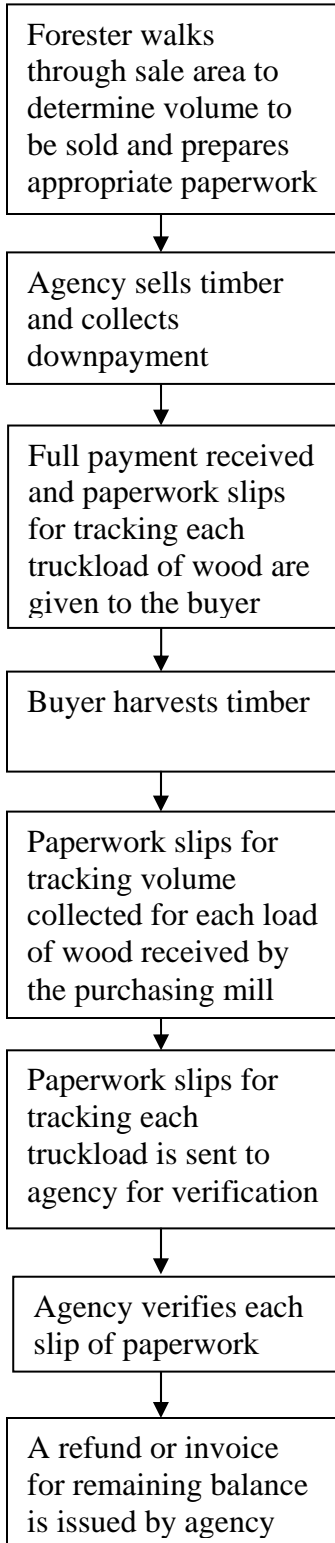 Forester walks
through sale area to
determine volume to
be sold and prepares
appropriate paperwork
Agency sells timber
and collects
downpayment
Full payment received
and paperwork slips
for tracking each
truckload of wood are
given to the buyer
Buyer harvests timber
Paperwork slips for
tracking volume
collected for each load
of wood received by
the purchasing mill
Paperwork slips for
tracking each
truckload is sent to
agency for verification
Agency verifies each
slip of paperwork
A refund or invoice
for remaining balance
is issued by agency